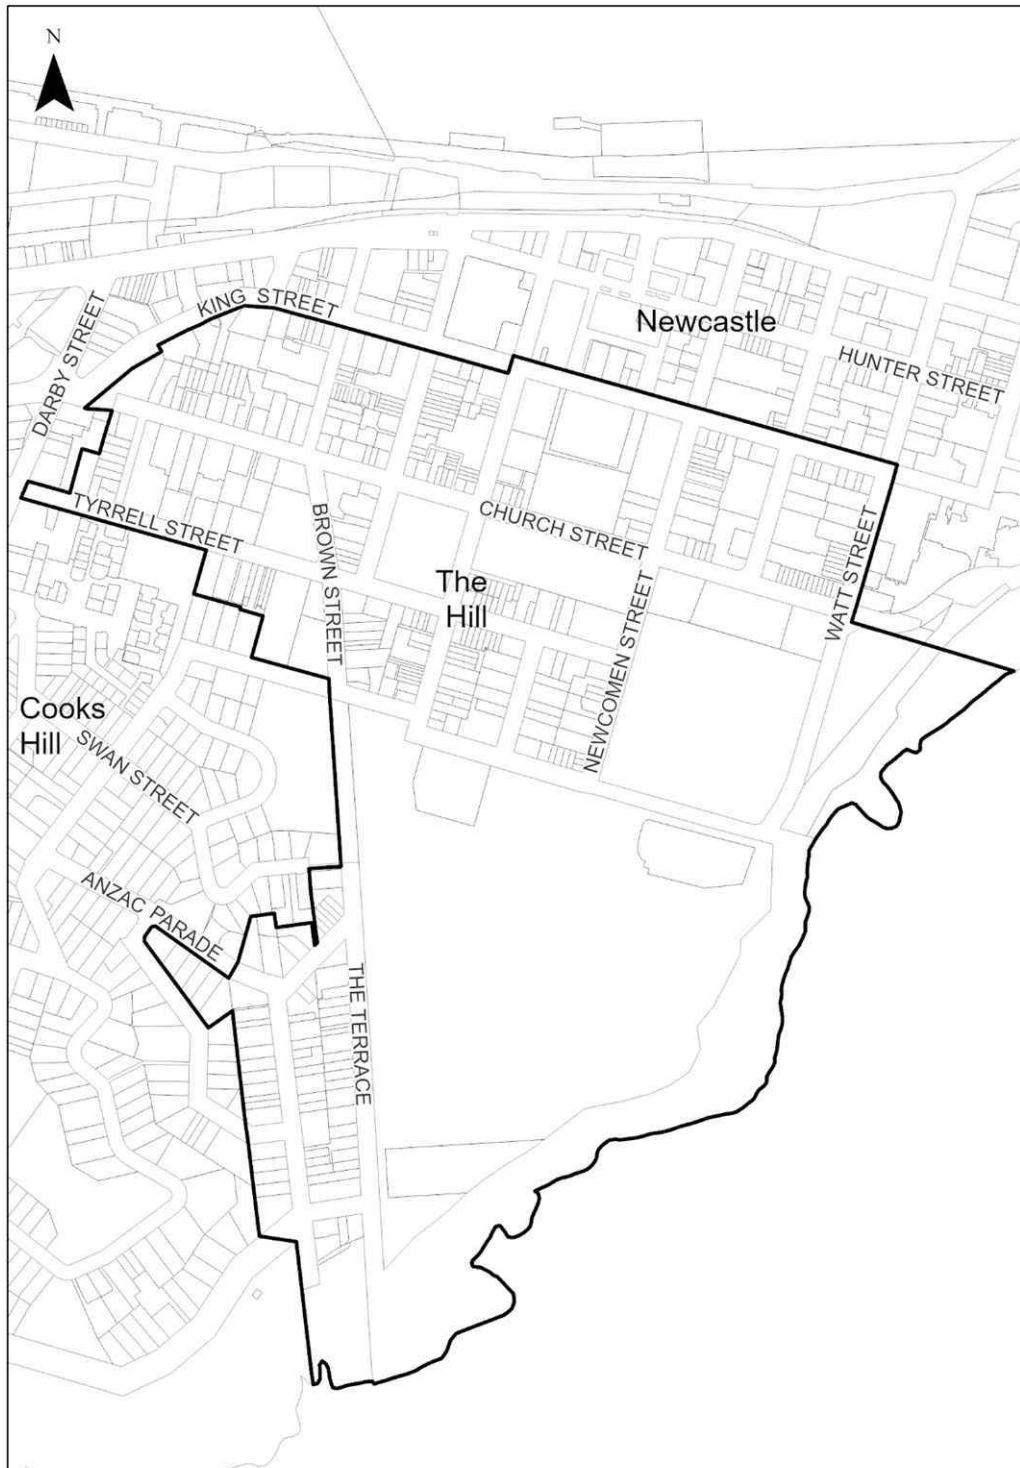 N
KING STREET
DARBY STREET
Newcastle
HUNTER STREET
TYRRELL STREET
BROWN STREET
CHURCH STREET
WATT STREET
The
Hill
NEWCOMEN STREET
Cooks
Hill
SWAN STREET
ANZAC PARADE
THE TERRACE